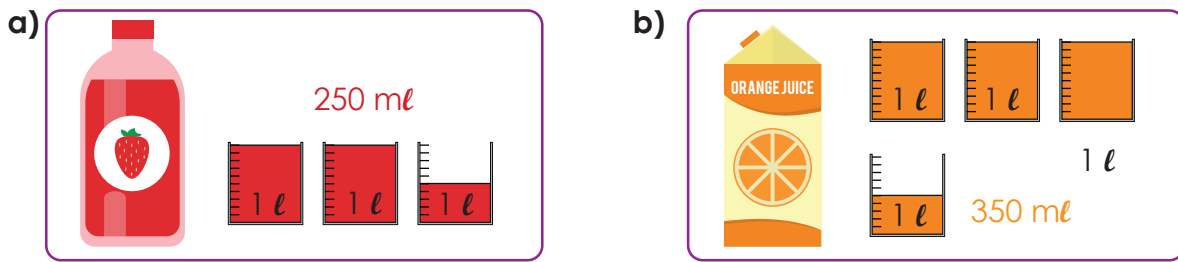 a)
250 mℓ
1 ℓ 1 ℓ 1 ℓ
b)
ORANGE JUICE
1 ℓ 1 ℓ
1 ℓ
1 ℓ
350 mℓ